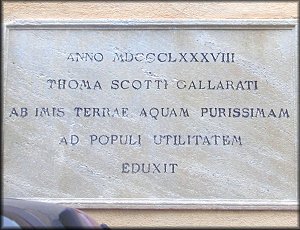 ANNO MDCCCLXXXVIII
THOMA SCOTTI GALLARATI
AB IMIS TERRAE AQUAM PURISSIMAM
AD POPULI UTILITATEM
EDUXIT